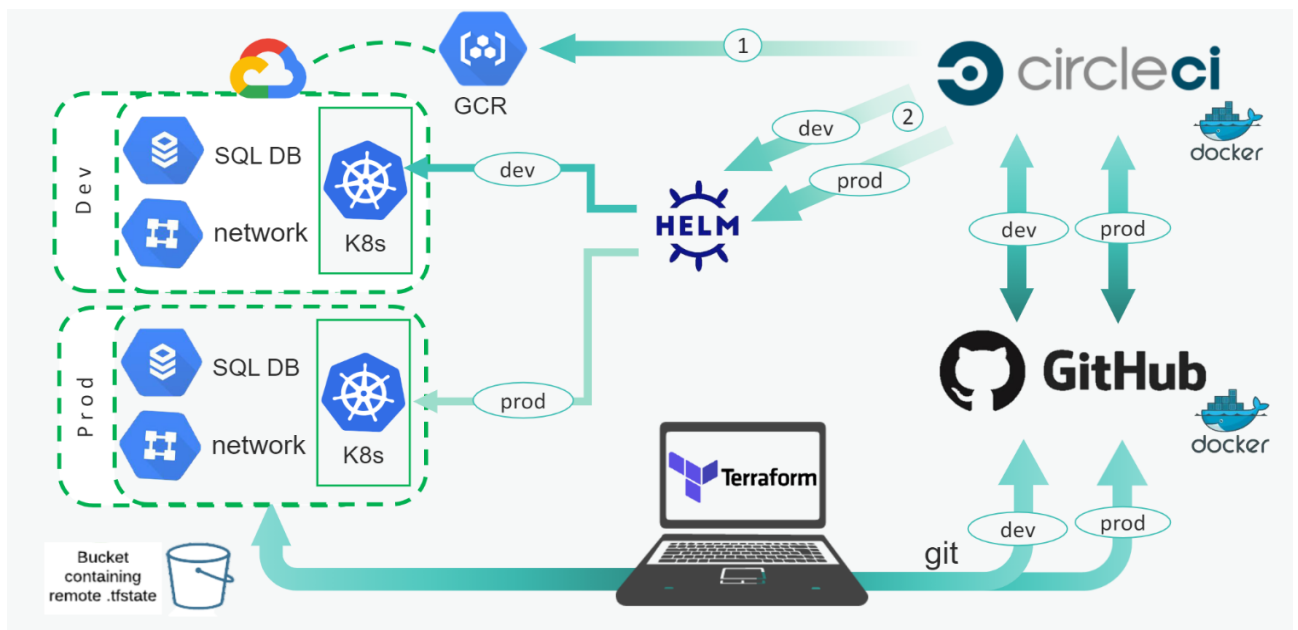 1
circleci
GCR
docker
2
dev
prod
Dev
SQL DB
network
K8s
dev
HELM
dev
prod
Prod
SQL DB
network
K8s
prod
GitHub
docker
Terraform
dev
prod
git
Bucket
containing
remote .tfstate